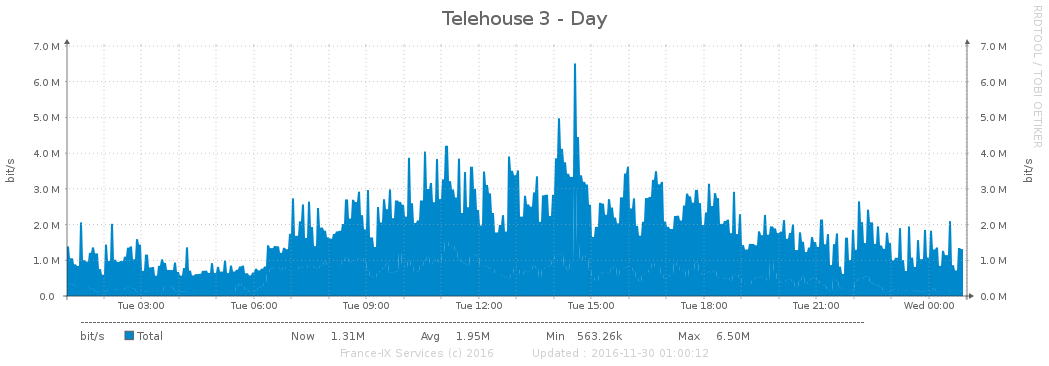 Telehouse 3 - Day
RRDTOOL / TOBI OETIKER
7.0 M 7.0 M
6.0 M 6.0 M
5.0 M 5.0 M
4.0 M 4.0 M
3.0 M 3.0 M
2.0 M 2.0 M
1.0 M 1.0 M
0.0 0.0 M
bit/s bit/s
Tue 03:00 Tue 06:00 Tue 09:00 Tue 12:00 Tue 15:00 Tue 18:00 Tue 21:00 Wed 00:00
bit/s Total Now 1.31M Avg 1.95M Min 563.26k Max 6.50M
France-IX Services (c) 2016 Updated : 2016-11-30 01:00:12